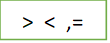 > < ,=